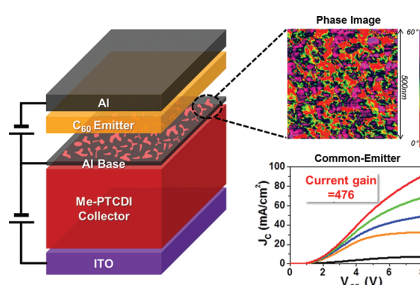 Phase Image
60°
500nm
0°
Al
C60 Emitter
Al Base
Me-PTCDI
Collector
ITO
Common-Emitter
Current gain
=476
JC (mA/cm²)
100
80
60
40
20
0
0 2 4 6 8
(V)